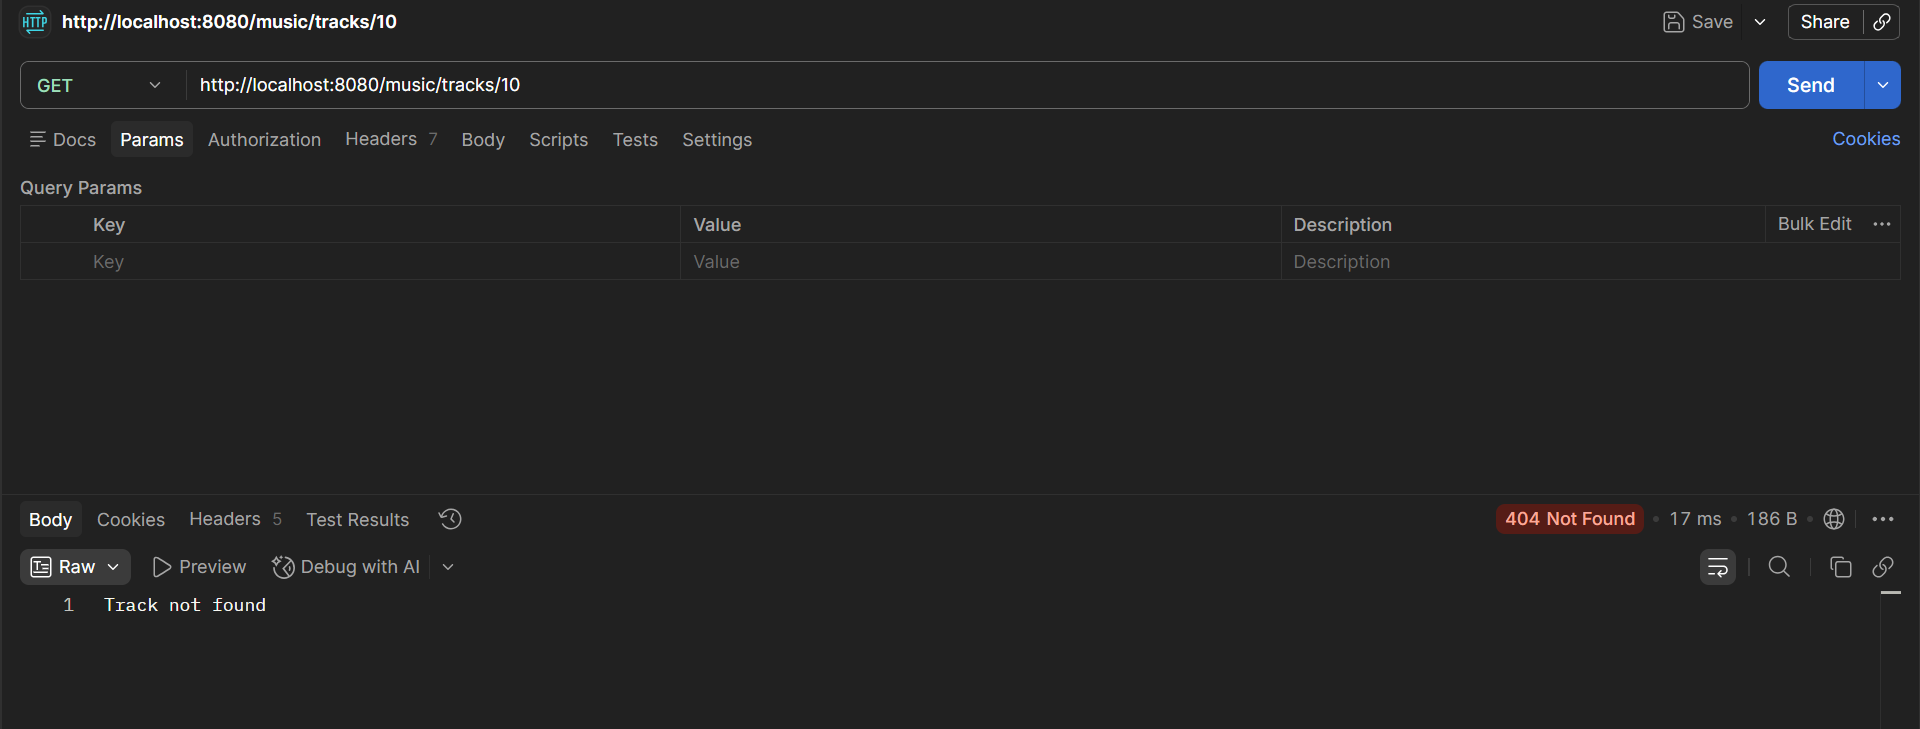 HTTP http://localhost:8080/music/tracks/10 Save Share
GET http://localhost:8080/music/tracks/10 Send
Docs Params Authorization Headers 7 Body Scripts Tests Settings Cookies
Query Params
Key Value Description Bulk Edit
Key Value Description
Body Cookies Headers 5 Test Results 404 Not Found 17 ms 186 B
Raw Preview Debug with AI
1 Track not found